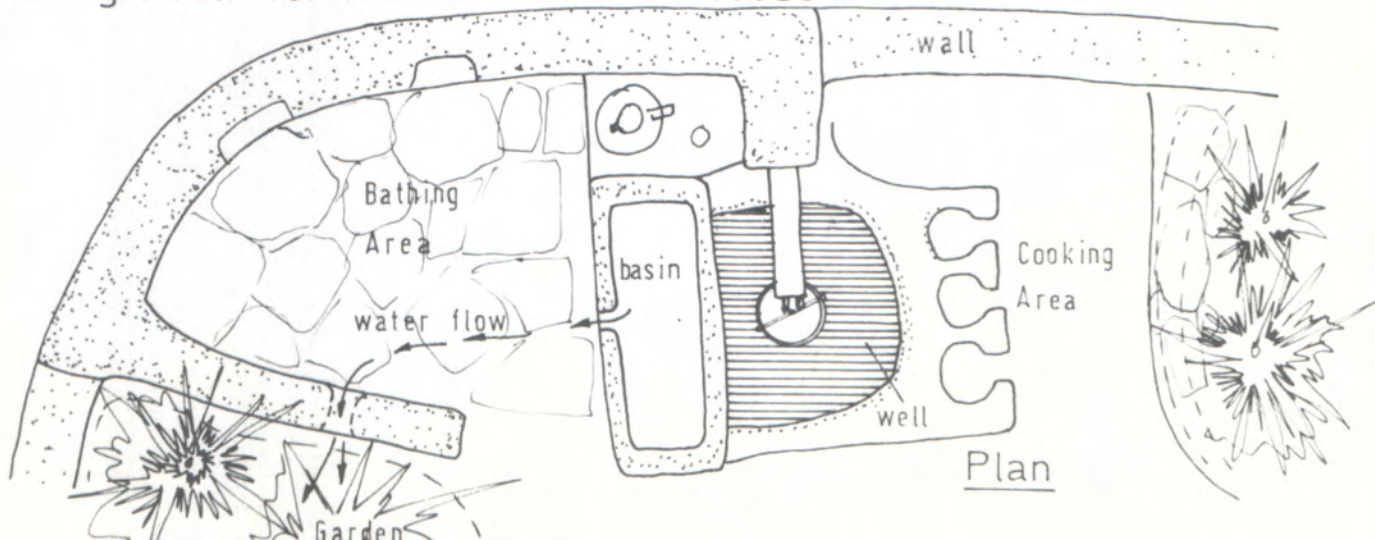 wall
Bathing
Area
basin
Cooking
Area
water flow
well
Plan
Garden